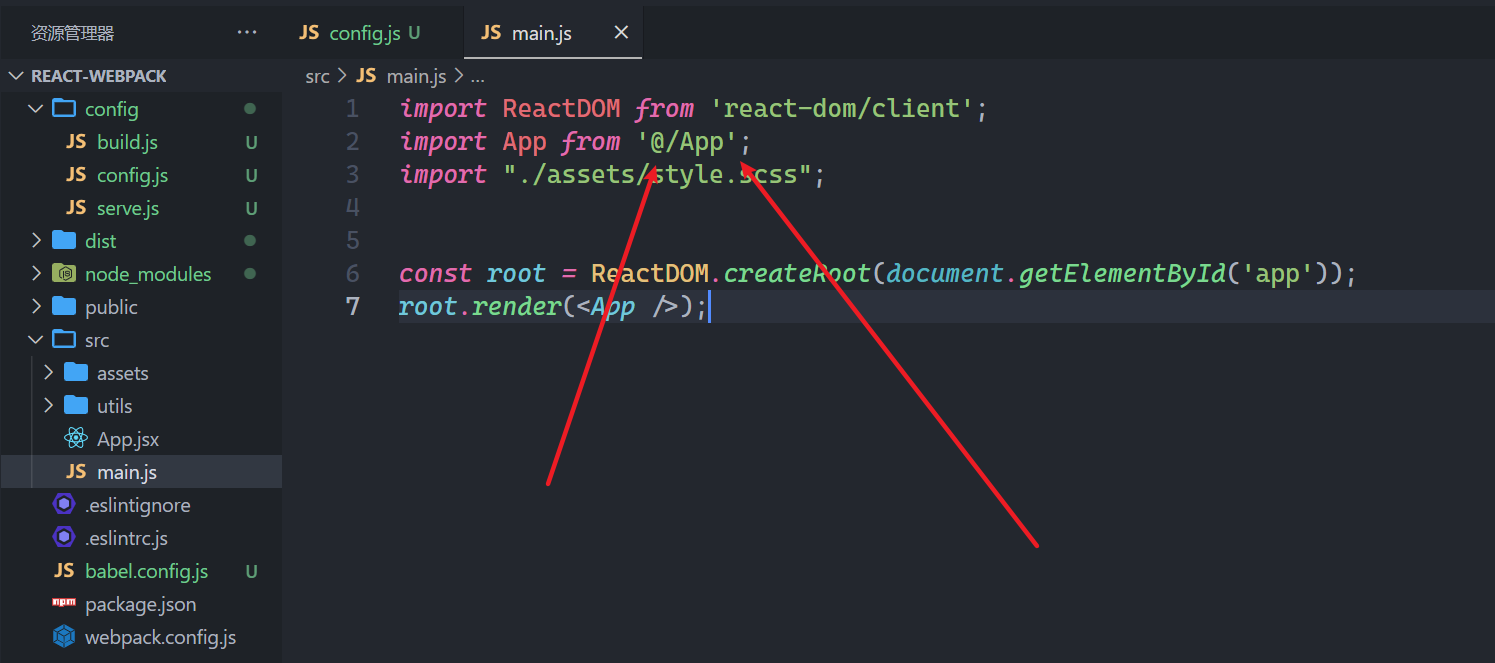 资源管理器 ···
REACT-WEBPACK
config
JS build.js U
JS config.js U
JS serve.js U
dist
node_modules
public
src
assets
utils
App.jsx
JS main.js
.eslintignore
.eslintrc.js
JS babel.config.js U
npm package.json
webpack.config.js
JS config.js U
JS main.js ×
src > JS main.js > ...
1 import ReactDOM from 'react-dom/client';
2 import App from '@/App';
3 import "./assets/style.scss";
4
5
6 const root = ReactDOM.createRoot(document.getElementById('app'));
7 root.render(<App />);